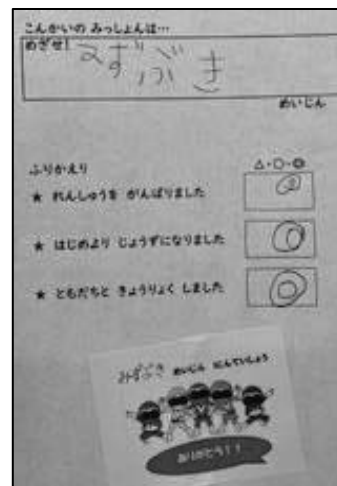 こんかいの みっしょんは…
めざせ! みずぶき
めいじん
ふりかえり
△・○・◎
★ れんしゅうを がんばりました ◎
★ はじめより じょうずになりました ◎
★ ともだちと きょうりょく しました ◎
みずぶき めいじん にんていしょう
ありがとう!!